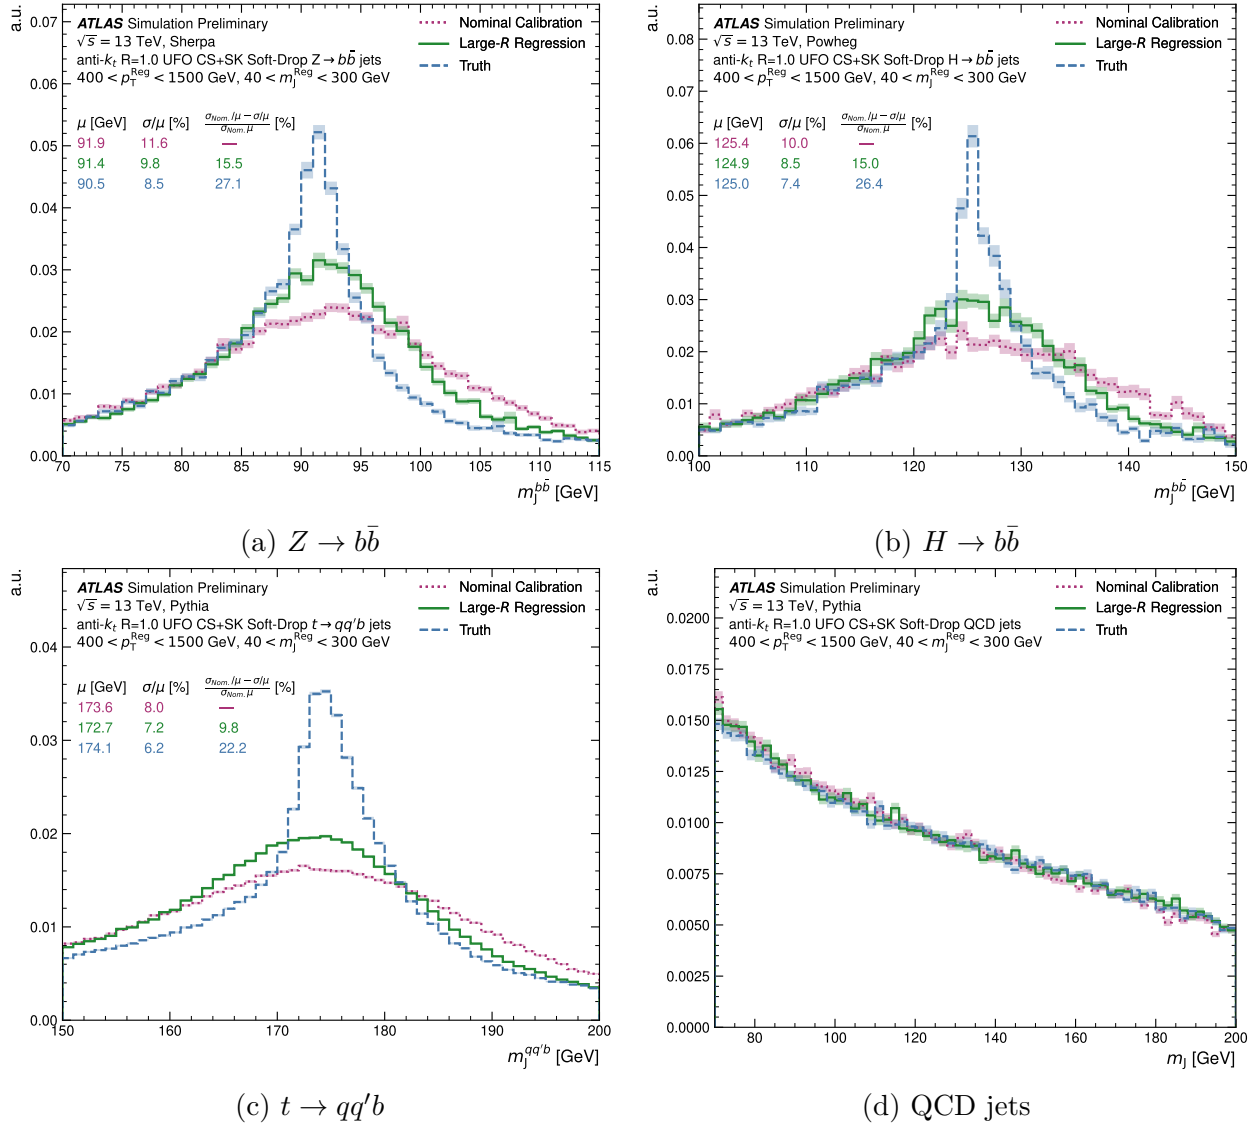 a.u.
0.07
0.06
0.05
0.04
0.03
0.02
0.01
0.00
ATLAS Simulation Preliminary
√s = 13 TeV, Sherpa
anti-kt R=1.0 UFO CS+SK Soft-Drop Z→bb̄ jets
400 < pTReg < 1500 GeV, 40 < mJReg < 300 GeV
Nominal Calibration
Large-R Regression
Truth
μ [GeV] σ/μ [%] σNom./μ − σ/μ / σNom.μ [%]
91.9 11.6 —
91.4 9.8 15.5
90.5 8.5 27.1
70 75 80 85 90 95 100 105 110 115
mJbb̄ [GeV]
(a) Z → bb̄
a.u.
0.08
0.07
0.06
0.05
0.04
0.03
0.02
0.01
0.00
ATLAS Simulation Preliminary
√s = 13 TeV, Powheg
anti-kt R=1.0 UFO CS+SK Soft-Drop H→bb̄ jets
400 < pTReg < 1500 GeV, 40 < mJReg < 300 GeV
Nominal Calibration
Large-R Regression
Truth
μ [GeV] σ/μ [%] σNom./μ − σ/μ / σNom.μ [%]
125.4 10.0 —
124.9 8.5 15.0
125.0 7.4 26.4
100 110 120 130 140 150
mJbb̄ [GeV]
(b) H → bb̄
a.u.
0.04
0.03
0.02
0.01
0.00
ATLAS Simulation Preliminary
√s = 13 TeV, Pythia
anti-kt R=1.0 UFO CS+SK Soft-Drop t→qq′b jets
400 < pTReg < 1500 GeV, 40 < mJReg < 300 GeV
Nominal Calibration
Large-R Regression
Truth
μ [GeV] σ/μ [%] σNom./μ − σ/μ / σNom.μ [%]
173.6 8.0 —
172.7 7.2 9.8
174.1 6.2 22.2
150 160 170 180 190 200
mJqq′b [GeV]
(c) t → qq′b
a.u.
0.0200
0.0175
0.0150
0.0125
0.0100
0.0075
0.0050
0.0025
0.0000
ATLAS Simulation Preliminary
√s = 13 TeV, Pythia
anti-kt R=1.0 UFO CS+SK Soft-Drop QCD jets
400 < pTReg < 1500 GeV, 40 < mJReg < 300 GeV
Nominal Calibration
Large-R Regression
Truth
80 100 120 140 160 180 200
mJ [GeV]
(d) QCD jets